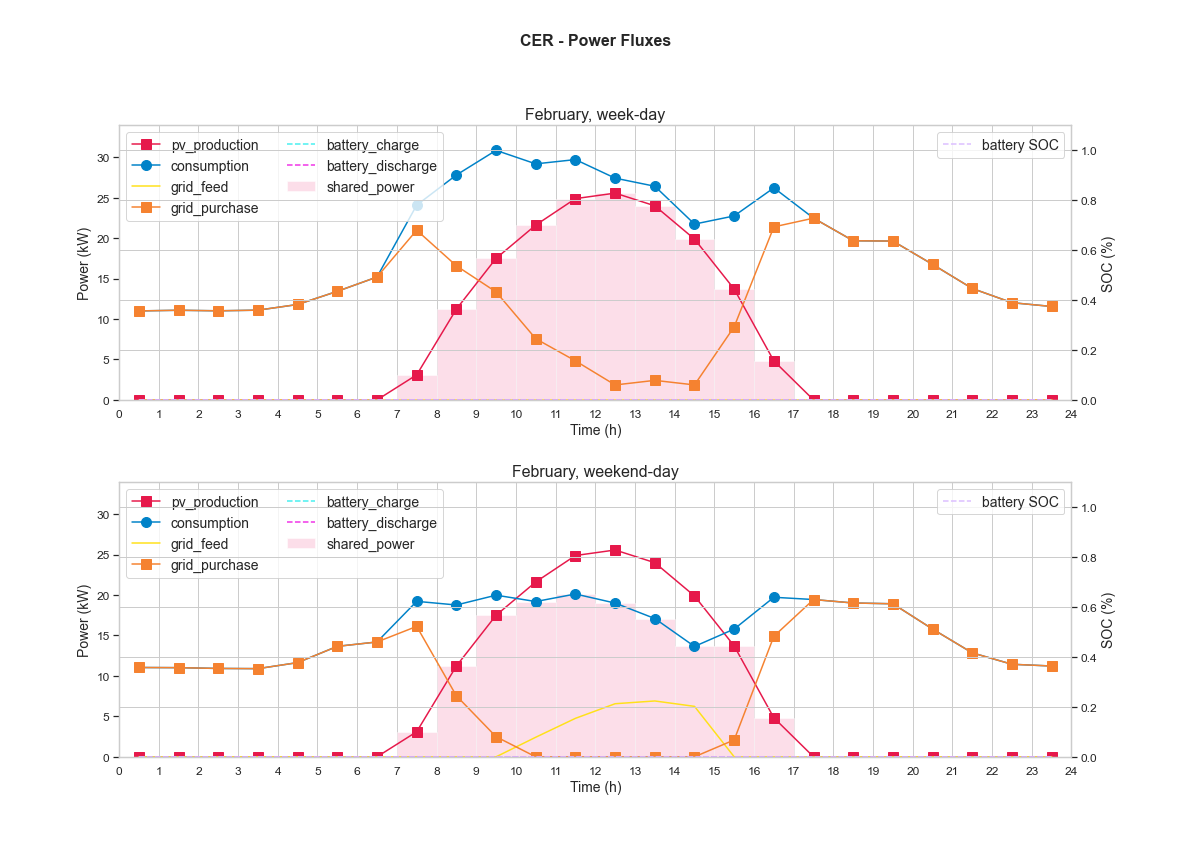 CER - Power Fluxes
February, week-day
pv_production
consumption
grid_feed
grid_purchase
battery_charge
battery_discharge
shared_power
battery SOC
Power (kW)
30
25
20
15
10
5
0
SOC (%)
1.0
0.8
0.6
0.4
0.2
0.0
0 1 2 3 4 5 6 7 8 9 10 11 12 13 14 15 16 17 18 19 20 21 22 23 24
Time (h)
February, weekend-day
pv_production
consumption
grid_feed
grid_purchase
battery_charge
battery_discharge
shared_power
battery SOC
Power (kW)
30
25
20
15
10
5
0
SOC (%)
1.0
0.8
0.6
0.4
0.2
0.0
0 1 2 3 4 5 6 7 8 9 10 11 12 13 14 15 16 17 18 19 20 21 22 23 24
Time (h)